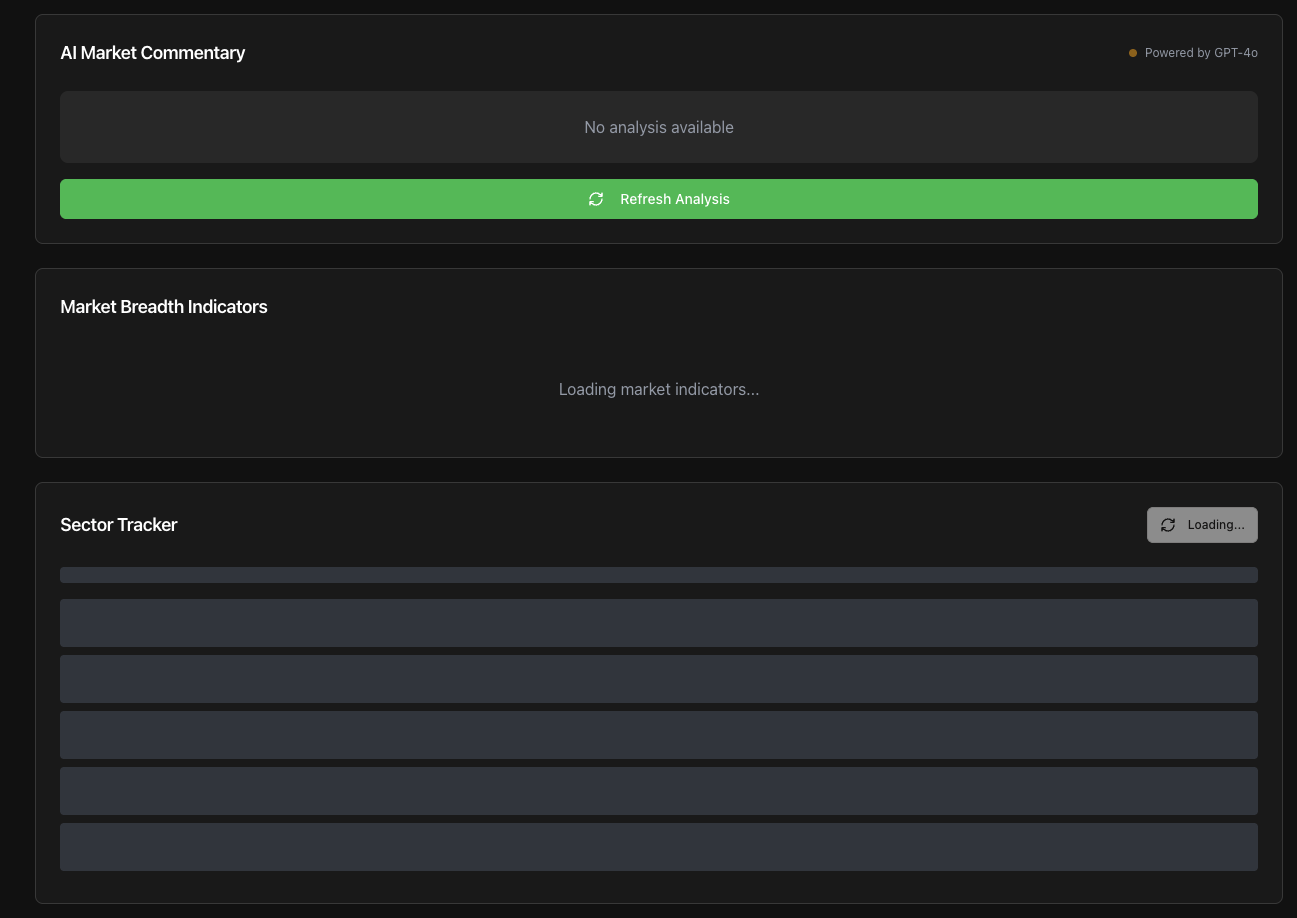 AI Market Commentary
Powered by GPT-4o
No analysis available
Refresh Analysis
Market Breadth Indicators
Loading market indicators...
Sector Tracker
Loading...